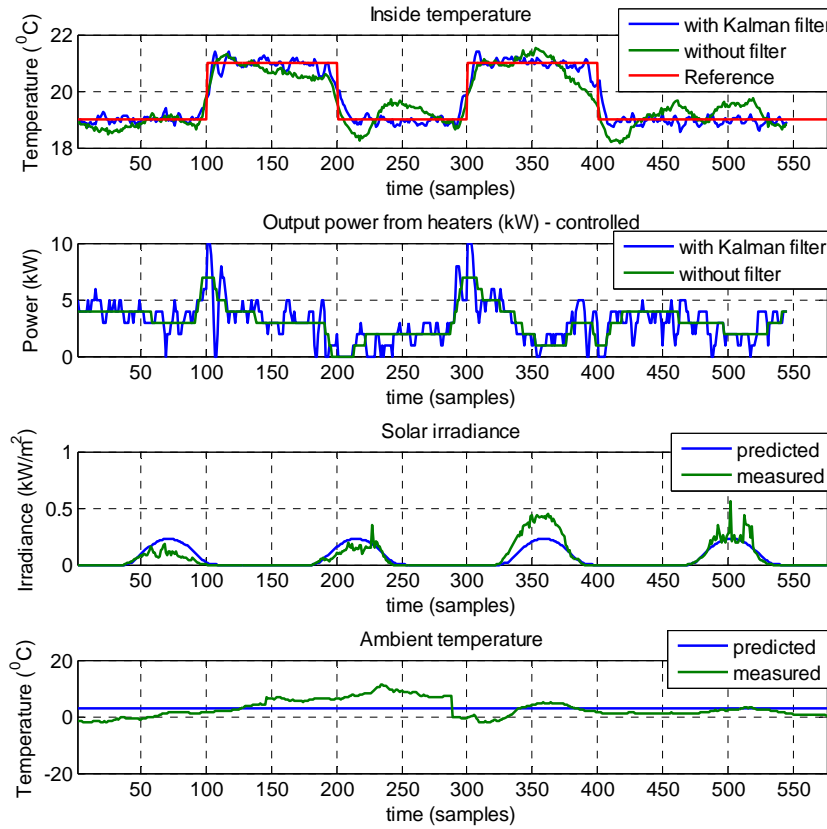 Inside temperature
with Kalman filter
without filter
Reference
Temperature (⁰C)
22
20
18
50 100 150 200 250 300 350 400 450 500 550
time (samples)
Output power from heaters (kW) - controlled
with Kalman filter
without filter
Power (kW)
10
5
0
50 100 150 200 250 300 350 400 450 500 550
time (samples)
Solar irradiance
predicted
measured
Irradiance (kW/m²)
1
0.5
0
50 100 150 200 250 300 350 400 450 500 550
time (samples)
Ambient temperature
predicted
measured
Temperature (⁰C)
20
0
-20
50 100 150 200 250 300 350 400 450 500 550
time (samples)